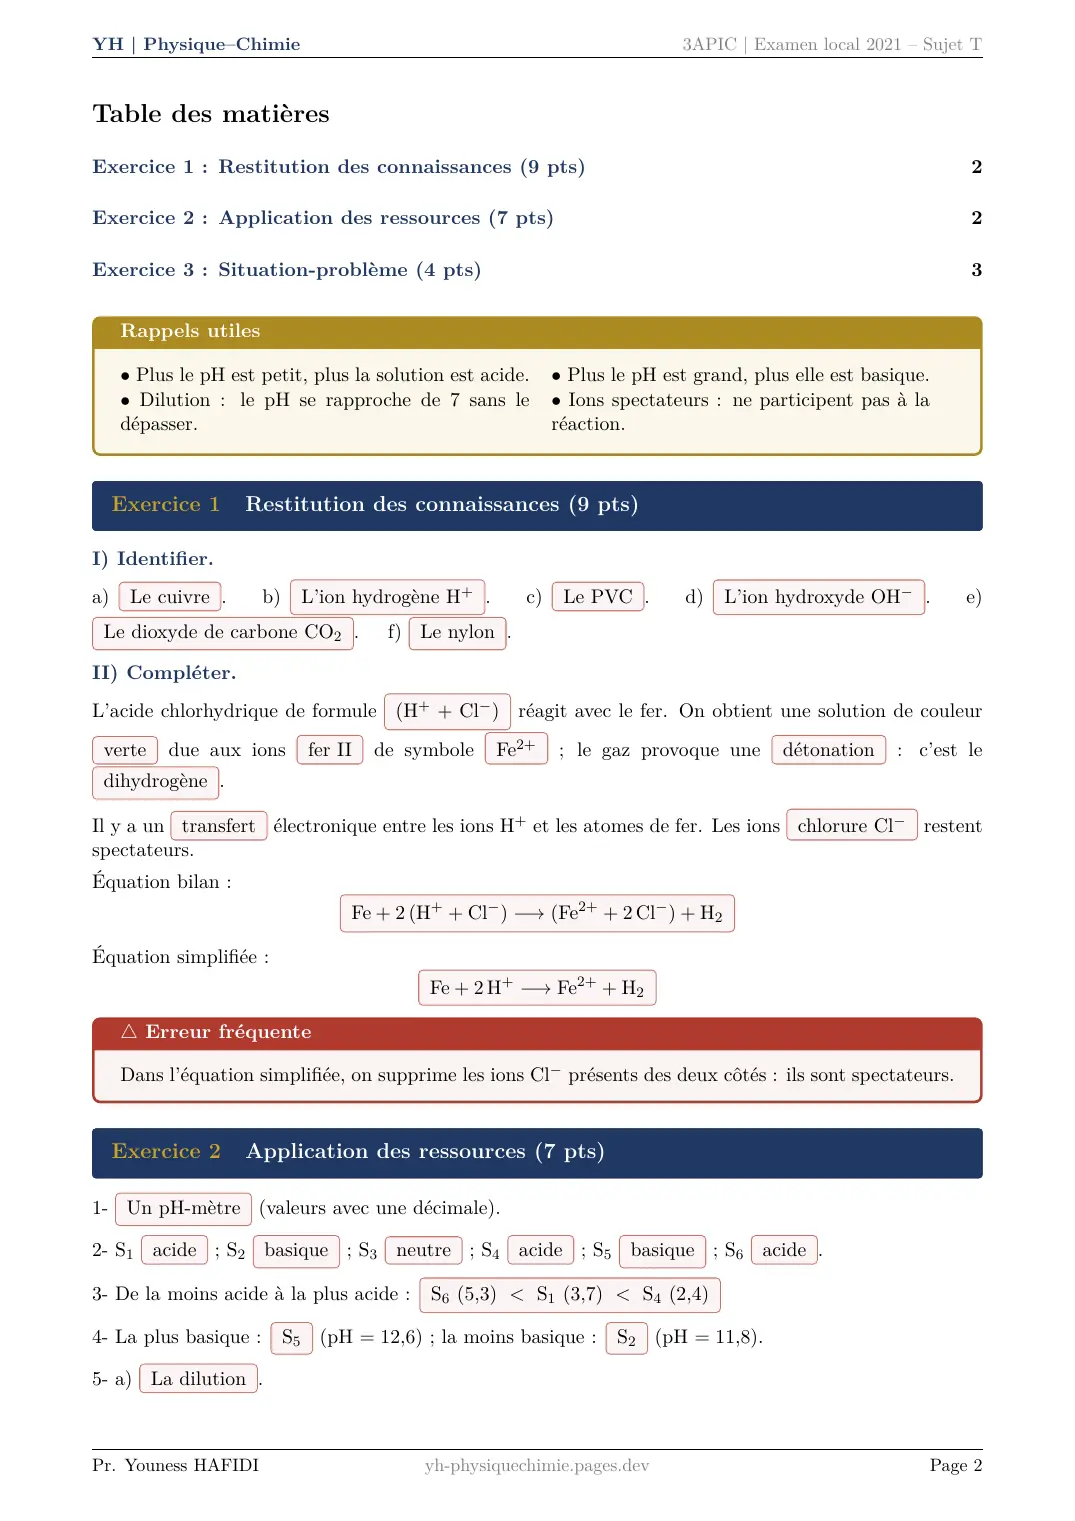 YH | Physique–Chimie 3APIC | Examen local 2021 – Sujet T
Table des matières
Exercice 1 : Restitution des connaissances (9 pts) 2
Exercice 2 : Application des ressources (7 pts) 2
Exercice 3 : Situation-problème (4 pts) 3
Rappels utiles
• Plus le pH est petit, plus la solution est acide.
• Dilution : le pH se rapproche de 7 sans le
dépasser.
• Plus le pH est grand, plus elle est basique.
• Ions spectateurs : ne participent pas à la
réaction.
Exercice 1 Restitution des connaissances (9 pts)
I) Identifier.
a) Le cuivre . b) L'ion hydrogène H⁺ . c) Le PVC . d) L'ion hydroxyde OH⁻ . e)
Le dioxyde de carbone CO₂ . f) Le nylon .
II) Compléter.
L'acide chlorhydrique de formule (H⁺ + Cl⁻) réagit avec le fer. On obtient une solution de couleur
verte due aux ions fer II de symbole Fe²⁺ ; le gaz provoque une détonation : c'est le
dihydrogène .
Il y a un transfert électronique entre les ions H⁺ et les atomes de fer. Les ions chlorure Cl⁻ restent
spectateurs.
Équation bilan :
Fe + 2 (H⁺ + Cl⁻) ⟶ (Fe²⁺ + 2 Cl⁻) + H₂
Équation simplifiée :
Fe + 2 H⁺ ⟶ Fe²⁺ + H₂
△ Erreur fréquente
Dans l'équation simplifiée, on supprime les ions Cl⁻ présents des deux côtés : ils sont spectateurs.
Exercice 2 Application des ressources (7 pts)
1- Un pH-mètre (valeurs avec une décimale).
2- S₁ acide ; S₂ basique ; S₃ neutre ; S₄ acide ; S₅ basique ; S₆ acide .
3- De la moins acide à la plus acide : S₆ (5,3) < S₁ (3,7) < S₄ (2,4)
4- La plus basique : S₅ (pH = 12,6) ; la moins basique : S₂ (pH = 11,8).
5- a) La dilution .
Pr. Youness HAFIDI yh-physiquechimie.pages.dev Page 2